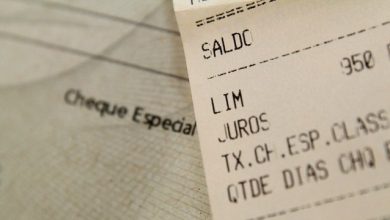 SALDO
950
LIM
JUROS
TX.CH.ESP.CLASS
QTDE DIAS CHQ
Cheque Especial